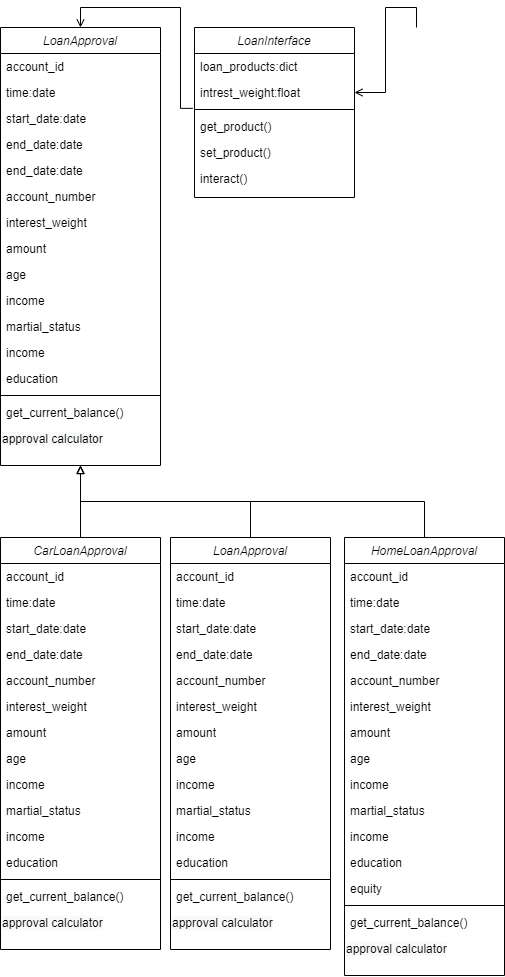 LoanApproval
account_id
time:date
start_date:date
end_date:date
end_date:date
account_number
interest_weight
amount
age
income
martial_status
income
education
get_current_balance()
approval calculator
LoanInterface
loan_products:dict
intrest_weight:float
get_product()
set_product()
interact()
CarLoanApproval
account_id
time:date
start_date:date
end_date:date
account_number
interest_weight
amount
age
income
martial_status
income
education
get_current_balance()
approval calculator
LoanApproval
account_id
time:date
start_date:date
end_date:date
account_number
interest_weight
amount
age
income
martial_status
income
education
get_current_balance()
approval calculator
HomeLoanApproval
account_id
time:date
start_date:date
end_date:date
account_number
interest_weight
amount
age
income
martial_status
income
education
equity
get_current_balance()
approval calculator